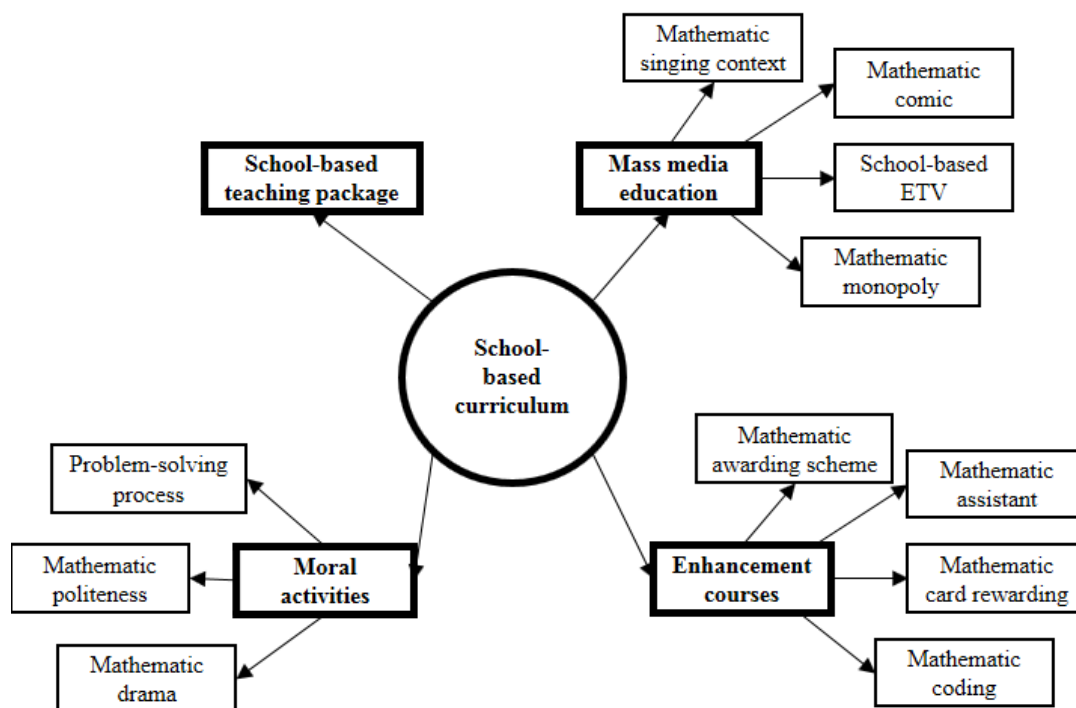 Mathematic
singing context
Mathematic
comic
School-based
teaching package
Mass media
education
School-based
ETV
Mathematic
monopoly
School-
based
curriculum
Problem-solving
process
Mathematic
awarding scheme
Mathematic
assistant
Mathematic
politeness
Moral
activities
Enhancement
courses
Mathematic
card rewarding
Mathematic
drama
Mathematic
coding